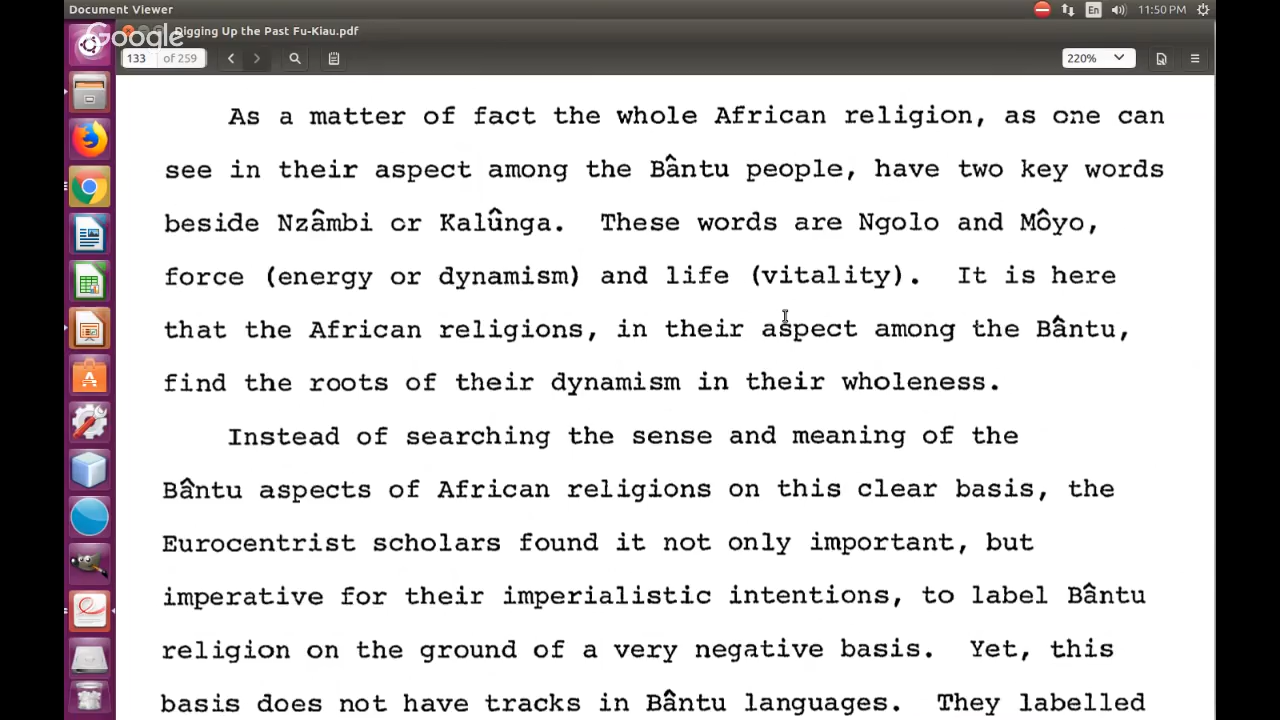 Document Viewer
En
11:50 PM
Google
Digging Up the Past Fu-Kiau.pdf
133 of 259
220%
As a matter of fact the whole African religion, as one can
see in their aspect among the Bântu people, have two key words
beside Nzâmbi or Kalûnga. These words are Ngolo and Môyo,
force (energy or dynamism) and life (vitality). It is here
that the African religions, in their aspect among the Bântu,
find the roots of their dynamism in their wholeness.
Instead of searching the sense and meaning of the
Bântu aspects of African religions on this clear basis, the
Eurocentrist scholars found it not only important, but
imperative for their imperialistic intentions, to label Bântu
religion on the ground of a very negative basis. Yet, this
basis does not have tracks in Bântu languages. They labelled